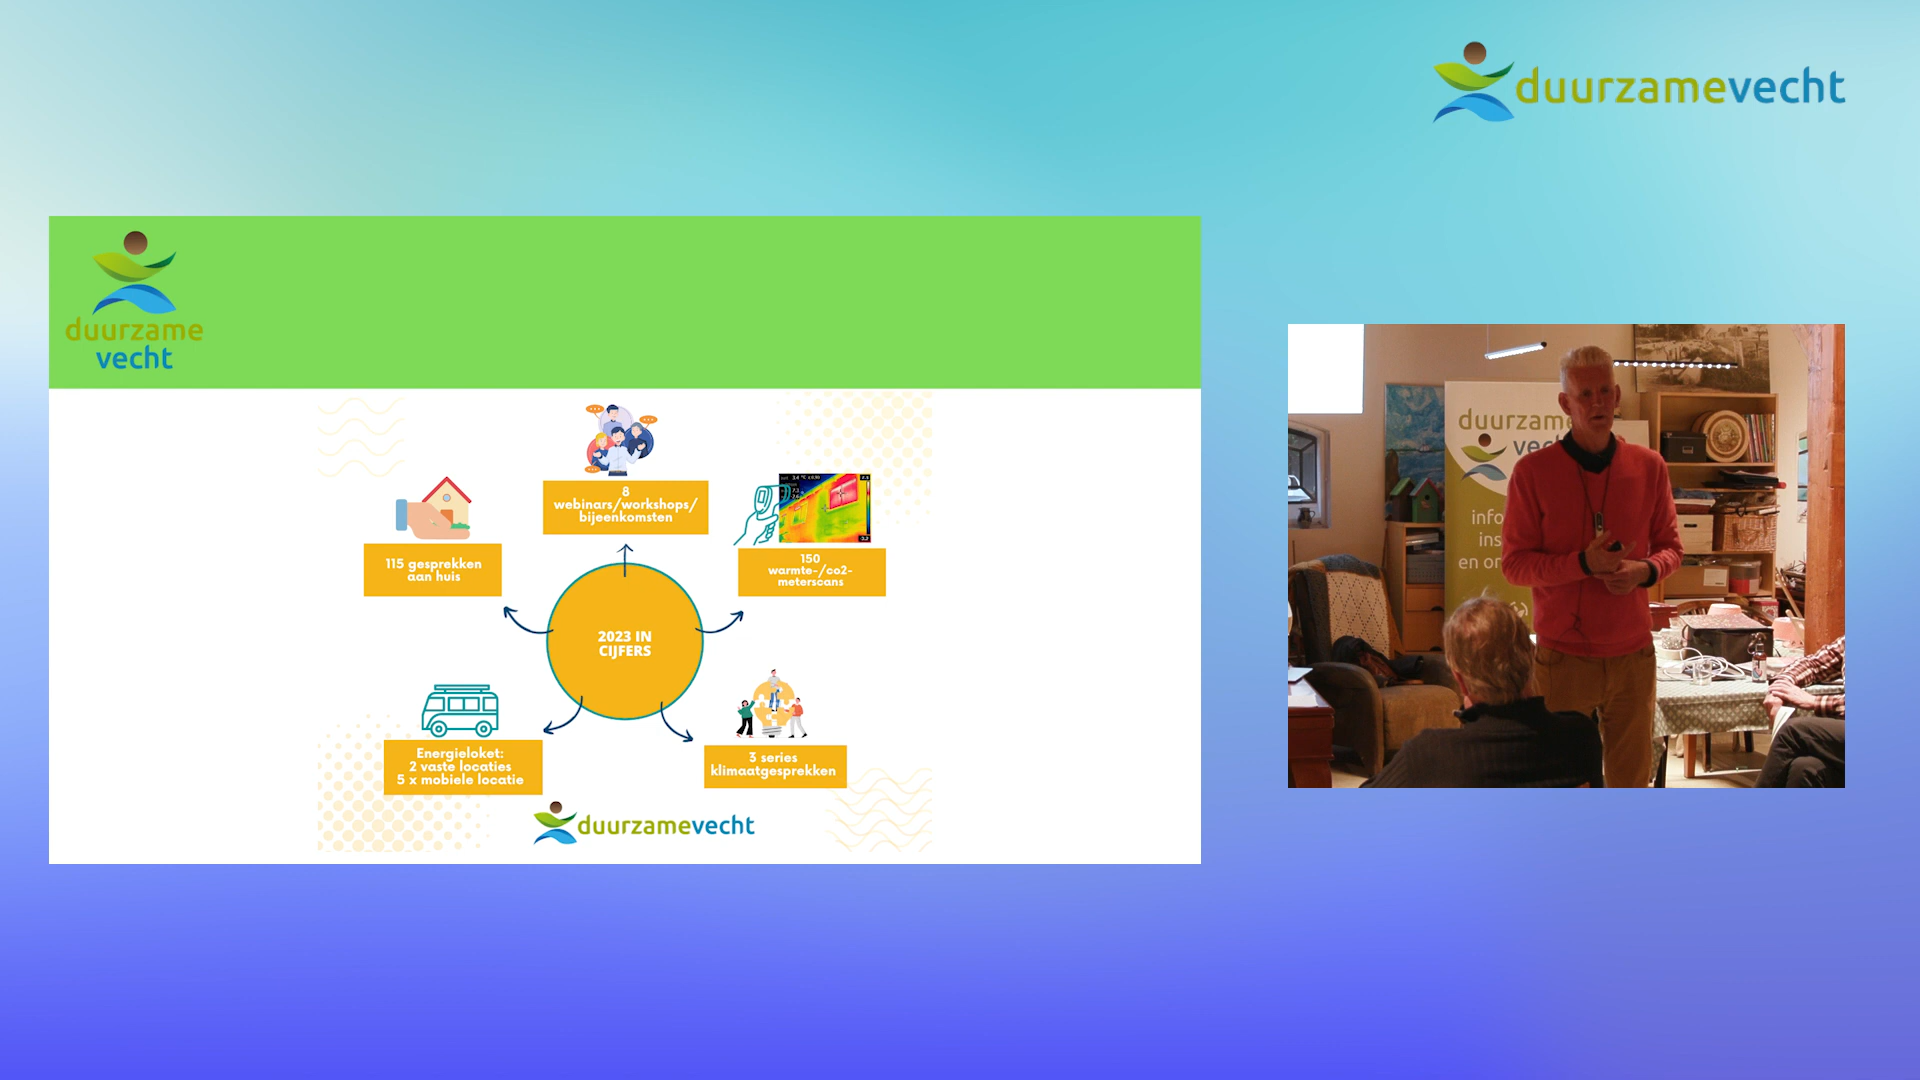 duurzamevecht
duurzame
vecht
8
webinars/workshops/
bijeenkomsten
115 gesprekken
aan huis
150
warmte-/co2-
meterscans
2023 IN
CIJFERS
Energieloket:
2 vaste locaties
5 x mobiele locatie
3 series
klimaatgesprekken
duurzamevecht
duurzame
info
ins
en or